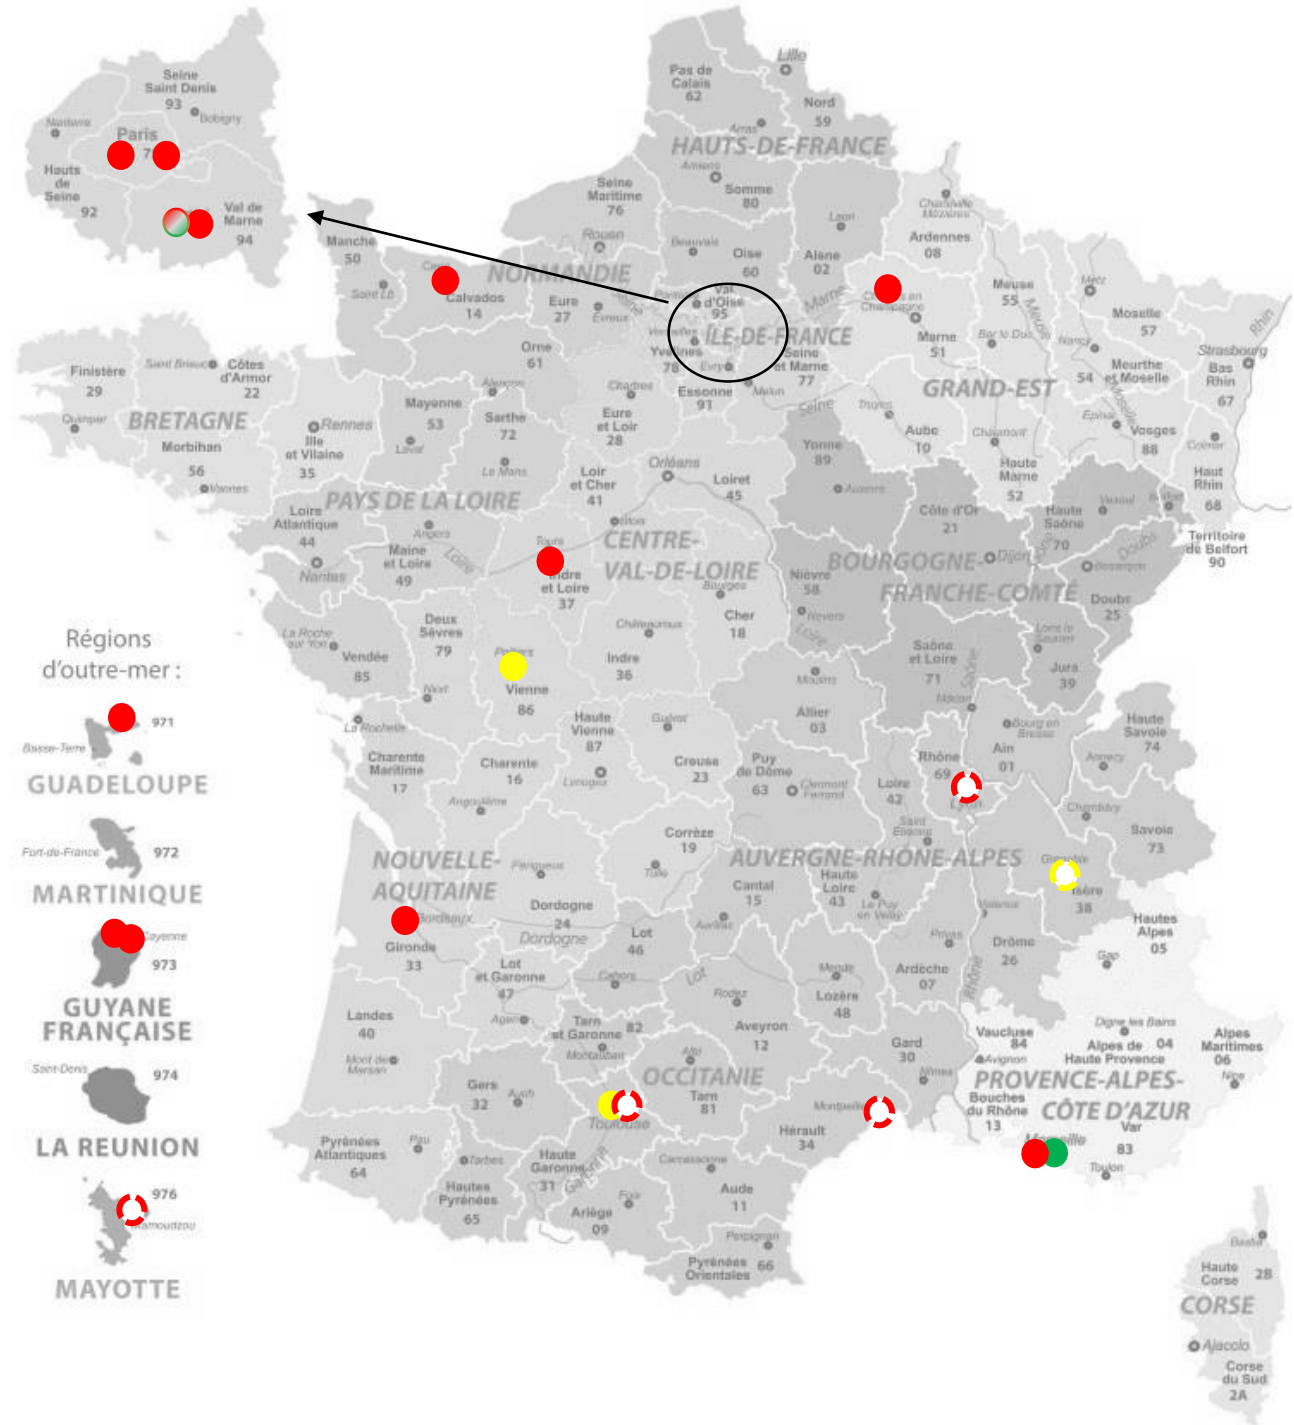 Seine
Saint Denis
93
Bobigny
Nanterre
Paris
Hauts
de
Seine
92
Val de
Marne
94
Lille
Pas de
Calais
62
Nord
59
Arras
HAUTS-DE-FRANCE
Amiens
Somme
80
Seine
Maritime
76
Rouen
Beauvais
Oise
60
Laon
Aisne
02
Charleville
Mézières
Ardennes
08
Manche
50
Saint Lô
NORMANDIE
Calvados
14
Eure
27
Évreux
Orne
61
Alençon
Val
d'Oise
95
Versailles
ÎLE-DE-FRANCE
Yvelines
78
Evry
Essonne
91
Seine
et Marne
77
Melun
Marne
Châlons en
Champagne
Marne
51
Meuse
55
Bar le Duc
Meuse
Metz
Moselle
57
Nancy
Meurthe
et Moselle
54
Moselle
Rhin
Strasbourg
Bas
Rhin
67
GRAND-EST
Seine
Troyes
Aube
10
Chaumont
Haute
Marne
52
Epinal
Vosges
88
Colmar
Haut
Rhin
68
Finistère
29
Quimper
Saint Brieuc
Côtes
d'Armor
22
BRETAGNE
Morbihan
56
Vannes
Rennes
Ille
et Vilaine
35
Mayenne
53
Laval
Sarthe
72
Le Mans
Chartres
Eure
et Loir
28
Loir
et Cher
41
Blois
Orléans
Loiret
45
PAYS DE LA LOIRE
Loire
Atlantique
44
Nantes
Angers
Maine
et Loire
49
Loire
Tours
Indre
et Loire
37
CENTRE-
VAL-DE-LOIRE
Bourges
Cher
18
Châteauroux
Indre
36
Yonne
89
Auxerre
Côte d'Or
21
Dijon
Haute
Saône
70
Vesoul
Belfort
Territoire
de Belfort
90
BOURGOGNE-
FRANCHE-COMTÉ
Doubs
Besançon
Doubs
25
Nièvre
58
Nevers
Loire
Saône
et Loire
71
Saône
Mâcon
Lons le
Saunier
Jura
39
La Roche
sur Yon
Vendée
85
Deux
Sèvres
79
Niort
Poitiers
Vienne
86
La Rochelle
Charente
Maritime
17
Charente
16
Angoulême
Haute
Vienne
87
Limoges
Guéret
Creuse
23
Moulins
Allier
03
Puy
de Dôme
63
Clermont
Ferrand
Loire
42
Saint
Etienne
Rhône
69
Lyon
Bourg en
Bresse
Ain
01
Haute
Savoie
74
Annecy
Chambéry
Savoie
73
NOUVELLE-
AQUITAINE
Périgueux
Dordogne
24
Dordogne
Corrèze
19
Tulle
AUVERGNE-RHÔNE-ALPES
Cantal
15
Aurillac
Haute
Loire
43
Le Puy
en Velay
Grenoble
Isère
38
Valence
Drôme
26
Privas
Ardèche
07
Rhône
Hautes
Alpes
05
Gap
Bordeaux
Gironde
33
Lot
et Garonne
47
Agen
Lot
46
Cahors
Lot
Rodez
Aveyron
12
Mende
Lozère
48
Landes
40
Mont de
Marsan
Tarn
et Garonne
82
Montauban
Albi
Tarn
81
OCCITANIE
Gers
32
Auch
Toulouse
Haute
Garonne
31
Garonne
Gard
30
Nîmes
Montpellier
Hérault
34
Vaucluse
84
Avignon
Digne les Bains
Alpes de
Haute Provence
04
Alpes
Maritimes
06
Nice
PROVENCE-ALPES-
CÔTE D'AZUR
Bouches
du Rhône
13
Marseille
Var
83
Toulon
Pyrénées
Atlantiques
64
Pau
Tarbes
Hautes
Pyrénées
65
Foix
Ariège
09
Carcassonne
Aude
11
Perpignan
Pyrénées
Orientales
66
Bastia
Haute
Corse
28
CORSE
Ajaccio
Corse
du Sud
2A
Régions
d'outre-mer :
971
Basse-Terre
GUADELOUPE
Fort-de-France
972
MARTINIQUE
Cayenne
973
GUYANE
FRANÇAISE
Saint-Denis
974
LA REUNION
976
Mamoudzou
MAYOTTE